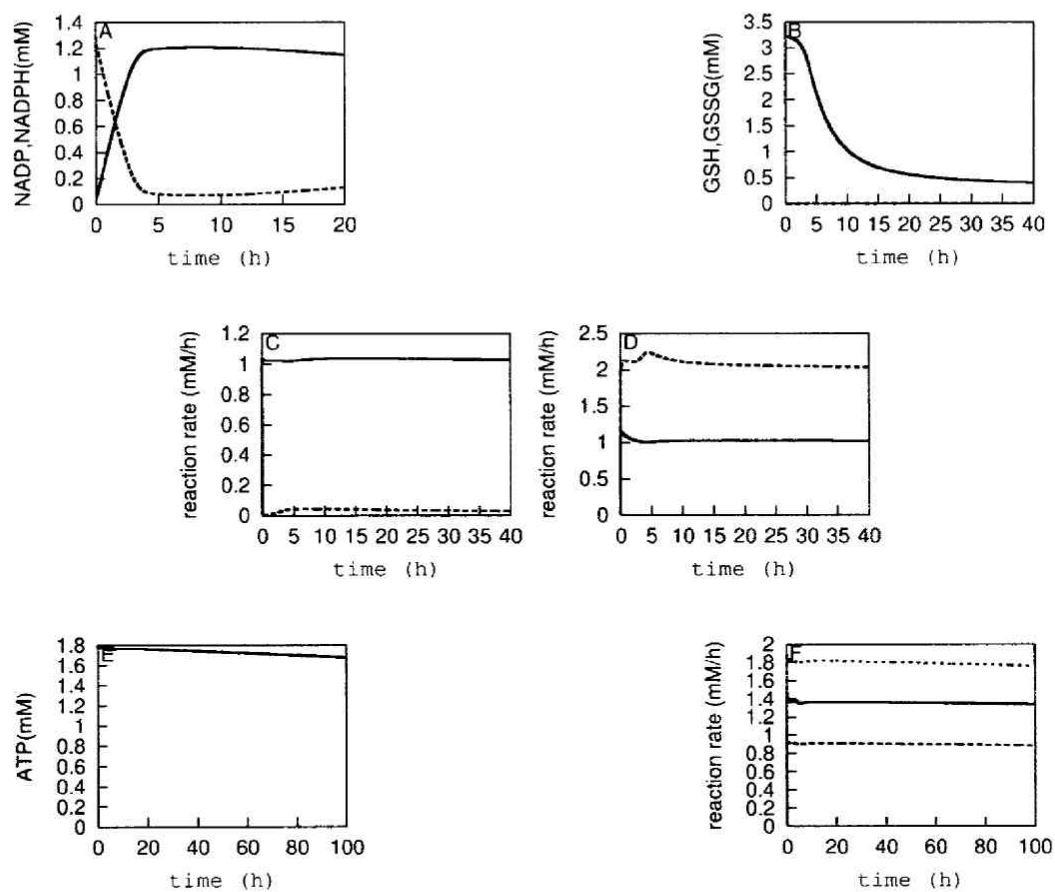 A
NADP,NADPH(mM)
1.4
1.2
1
0.8
0.6
0.4
0.2
0
0 5 10 15 20
time (h)
B
GSH,GSSG(mM)
3.5
3
2.5
2
1.5
1
0.5
0
0 5 10 15 20 25 30 35 40
time (h)
C
reaction rate (mM/h)
1.2
1
0.8
0.6
0.4
0.2
0
0 5 10 15 20 25 30 35 40
time (h)
D
reaction rate (mM/h)
2.5
2
1.5
1
0.5
0
0 5 10 15 20 25 30 35 40
time (h)
E
ATP(mM)
1.8
1.6
1.4
1.2
1
0.8
0.6
0.4
0.2
0
0 20 40 60 80 100
time (h)
F
reaction rate (mM/h)
2
1.8
1.6
1.4
1.2
1
0.8
0.6
0.4
0.2
0
0 20 40 60 80 100
time (h)